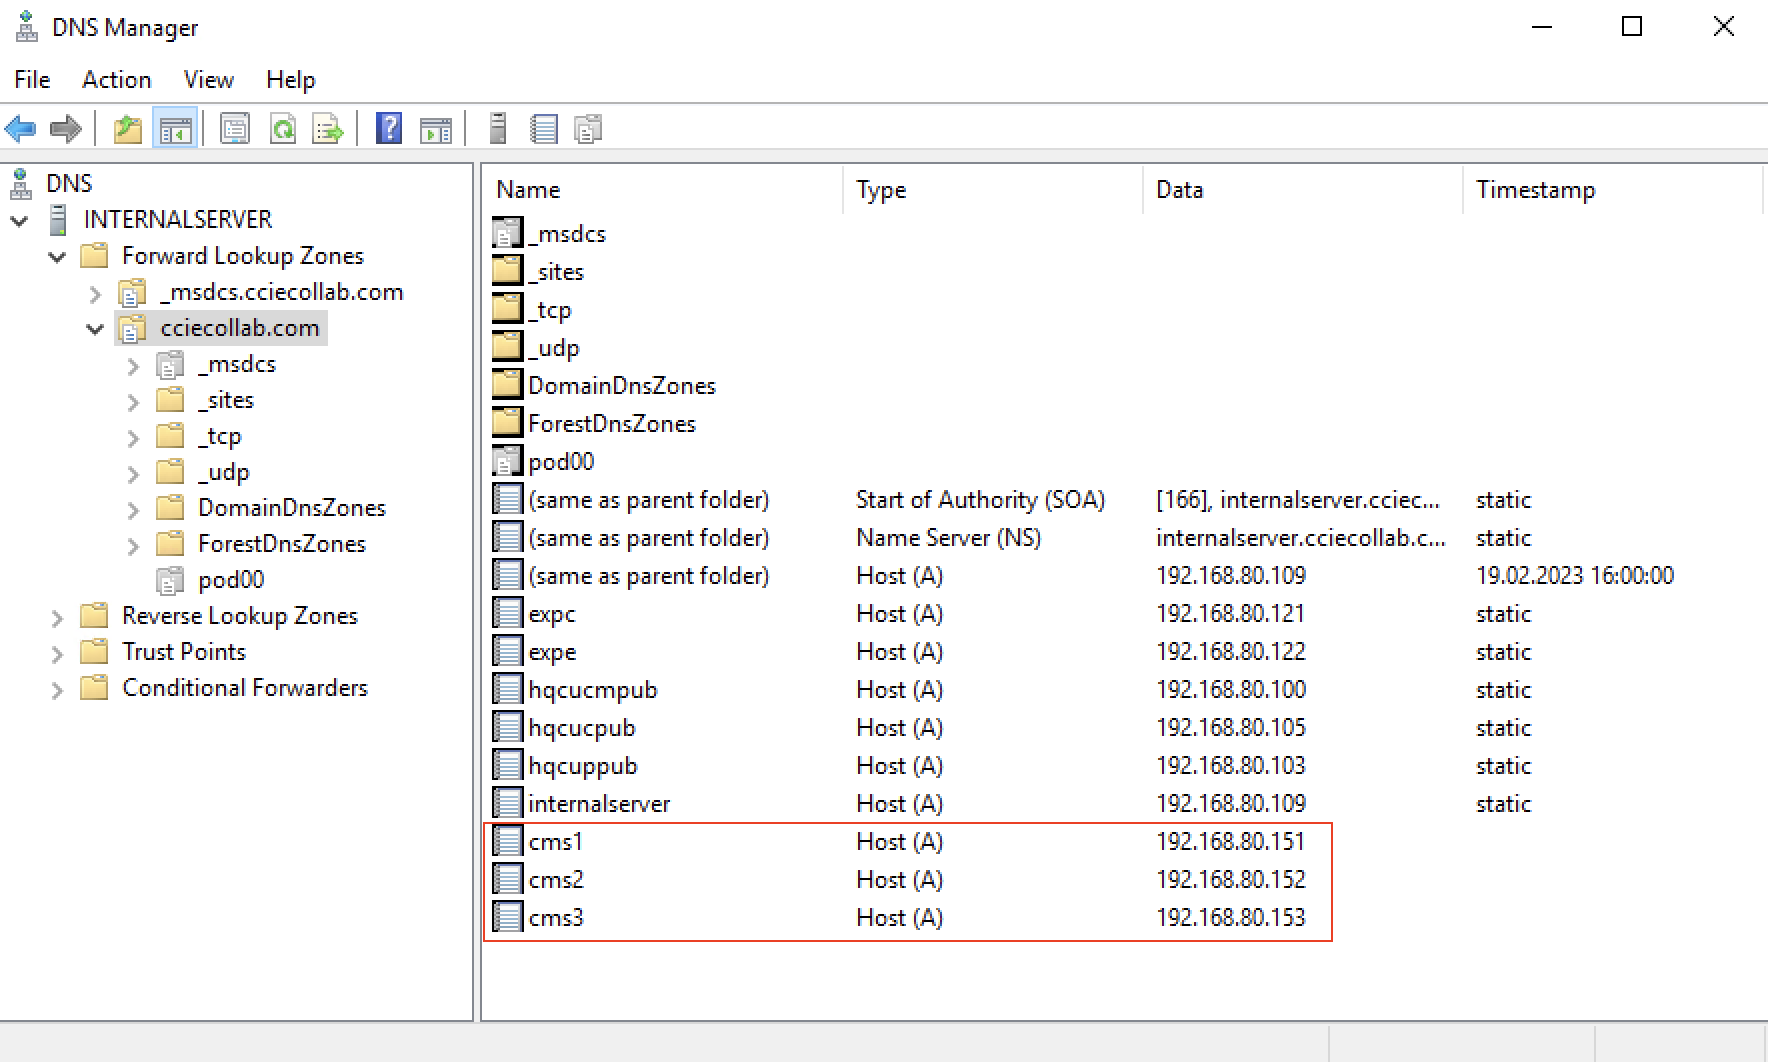 DNS Manager
File Action View Help
DNS
INTERNALSERVER
Forward Lookup Zones
_msdcs.cciecollab.com
cciecollab.com
_msdcs
_sites
_tcp
_udp
DomainDnsZones
ForestDnsZones
pod00
Reverse Lookup Zones
Trust Points
Conditional Forwarders
Name Type Data Timestamp
_msdcs
_sites
_tcp
_udp
DomainDnsZones
ForestDnsZones
pod00
(same as parent folder) Start of Authority (SOA) [166], internalserver.cciec... static
(same as parent folder) Name Server (NS) internalserver.cciecollab.c... static
(same as parent folder) Host (A) 192.168.80.109 19.02.2023 16:00:00
expc Host (A) 192.168.80.121 static
expe Host (A) 192.168.80.122 static
hqcucmpub Host (A) 192.168.80.100 static
hqcucpub Host (A) 192.168.80.105 static
hqcuppub Host (A) 192.168.80.103 static
internalserver Host (A) 192.168.80.109 static
cms1 Host (A) 192.168.80.151
cms2 Host (A) 192.168.80.152
cms3 Host (A) 192.168.80.153